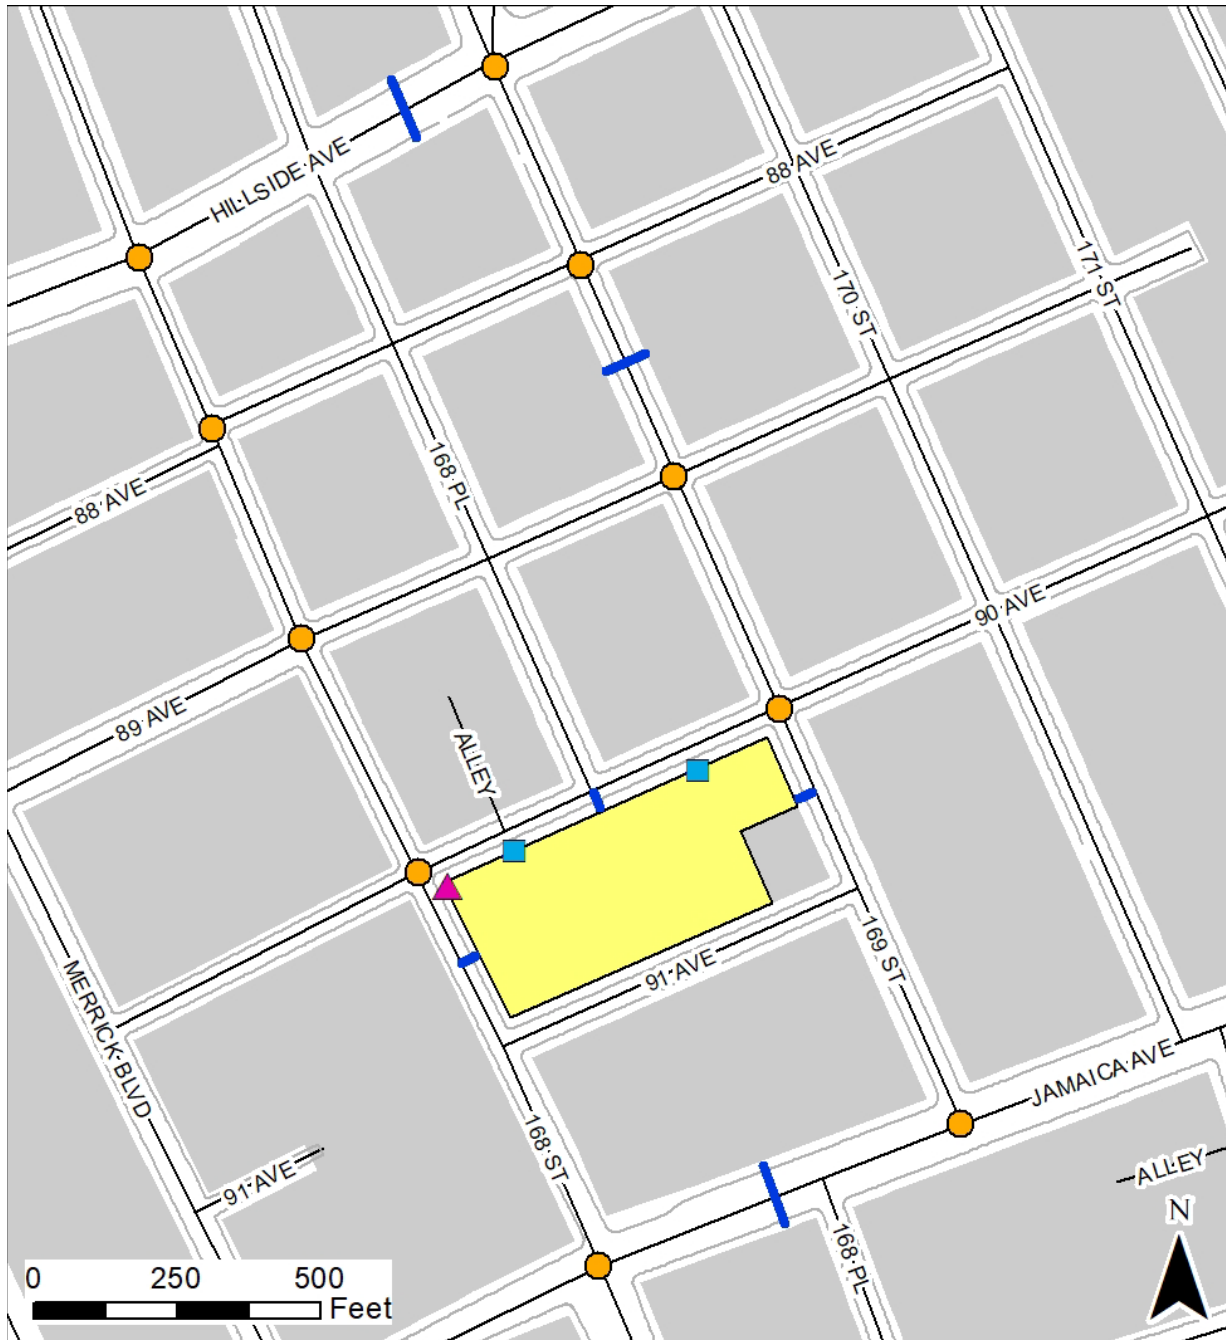 HILLSIDE AVE
88 AVE
170 ST
171 ST
168 PL
88 AVE
90 AVE
89 AVE
ALLEY
169 ST
91 AVE
MERRICK BLVD
JAMAICA AVE
168 ST
91 AVE
ALLEY
168 PL
N
0 250 500
Feet